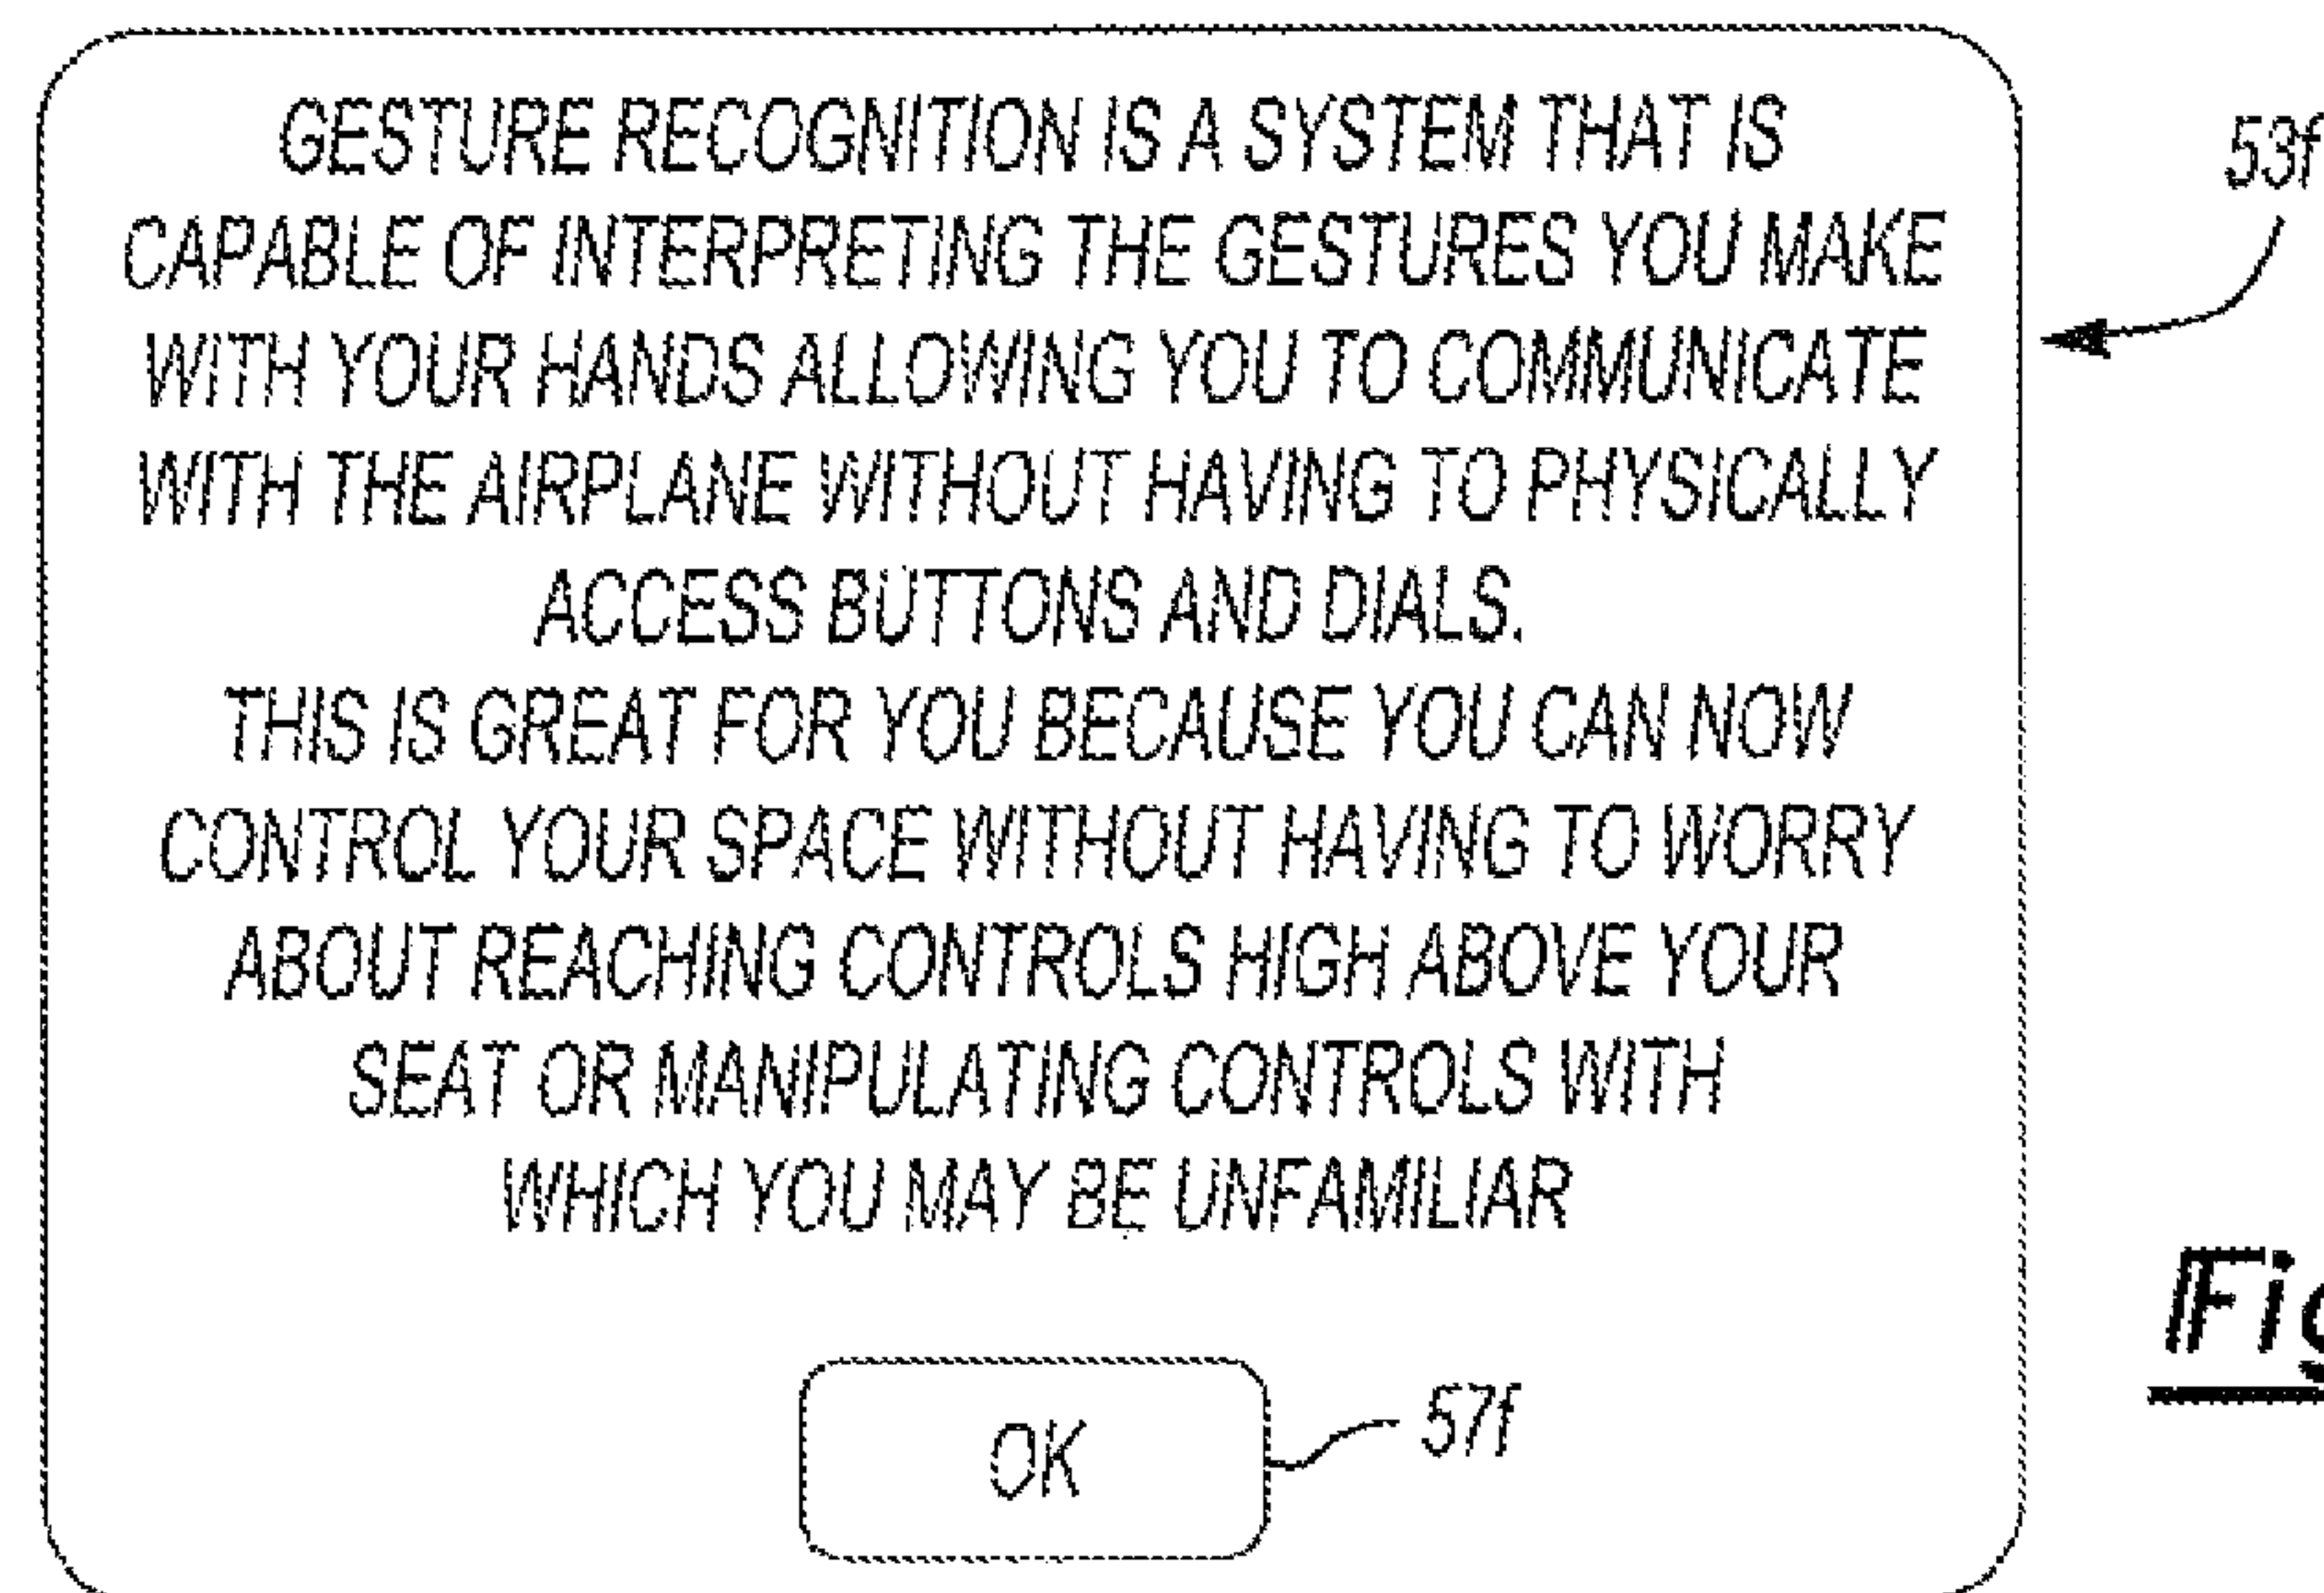 GESTURE RECOGNITION IS A SYSTEM THAT IS
CAPABLE OF INTERPRETING THE GESTURES YOU MAKE
WITH YOUR HANDS ALLOWING YOU TO COMMUNICATE
WITH THE AIRPLANE WITHOUT HAVING TO PHYSICALLY
ACCESS BUTTONS AND DIALS.
THIS IS GREAT FOR YOU BECAUSE YOU CAN NOW
CONTROL YOUR SPACE WITHOUT HAVING TO WORRY
ABOUT REACHING CONTROLS HIGH ABOVE YOUR
SEAT OR MANIPULATING CONTROLS WITH
WHICH YOU MAY BE UNFAMILIAR
OK
53f
57f